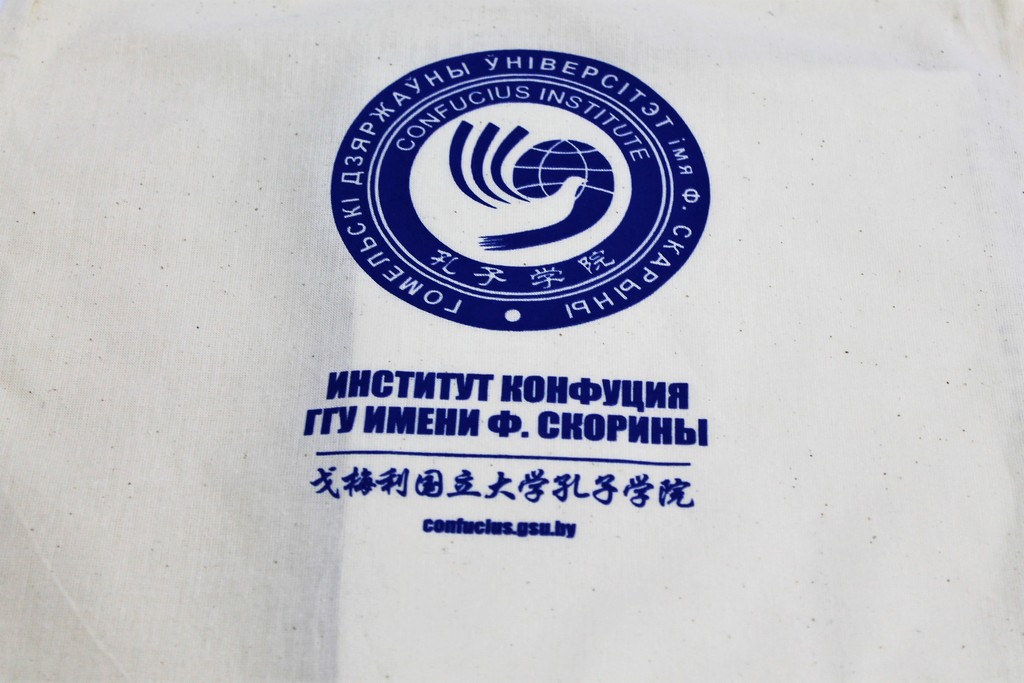 ГОМЕЛЬСКІ ДЗЯРЖАЎНЫ ЎНІВЕРСІТЭТ імя Ф. СКАРЫНЫ
CONFUCIUS INSTITUTE
孔子学院
ИНСТИТУТ КОНФУЦИЯ
ГГУ ИМЕНИ Ф. СКОРИНЫ
戈梅利国立大学孔子学院
confucius.gsu.by